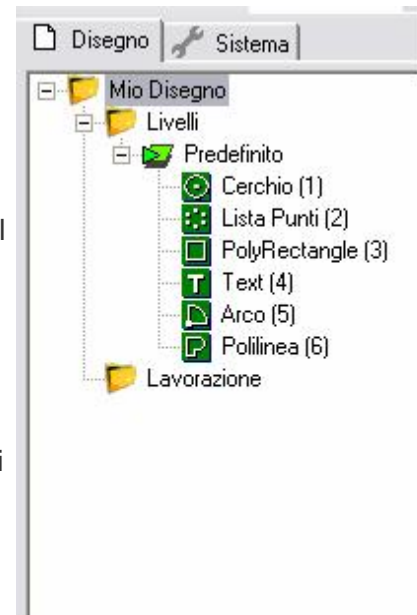 Disegno Sistema
Mio Disegno
Livelli
Predefinito
Cerchio (1)
Lista Punti (2)
l
PolyRectangle (3)
Text (4)
Arco (5)
Polilinea (6)
Lavorazione
i